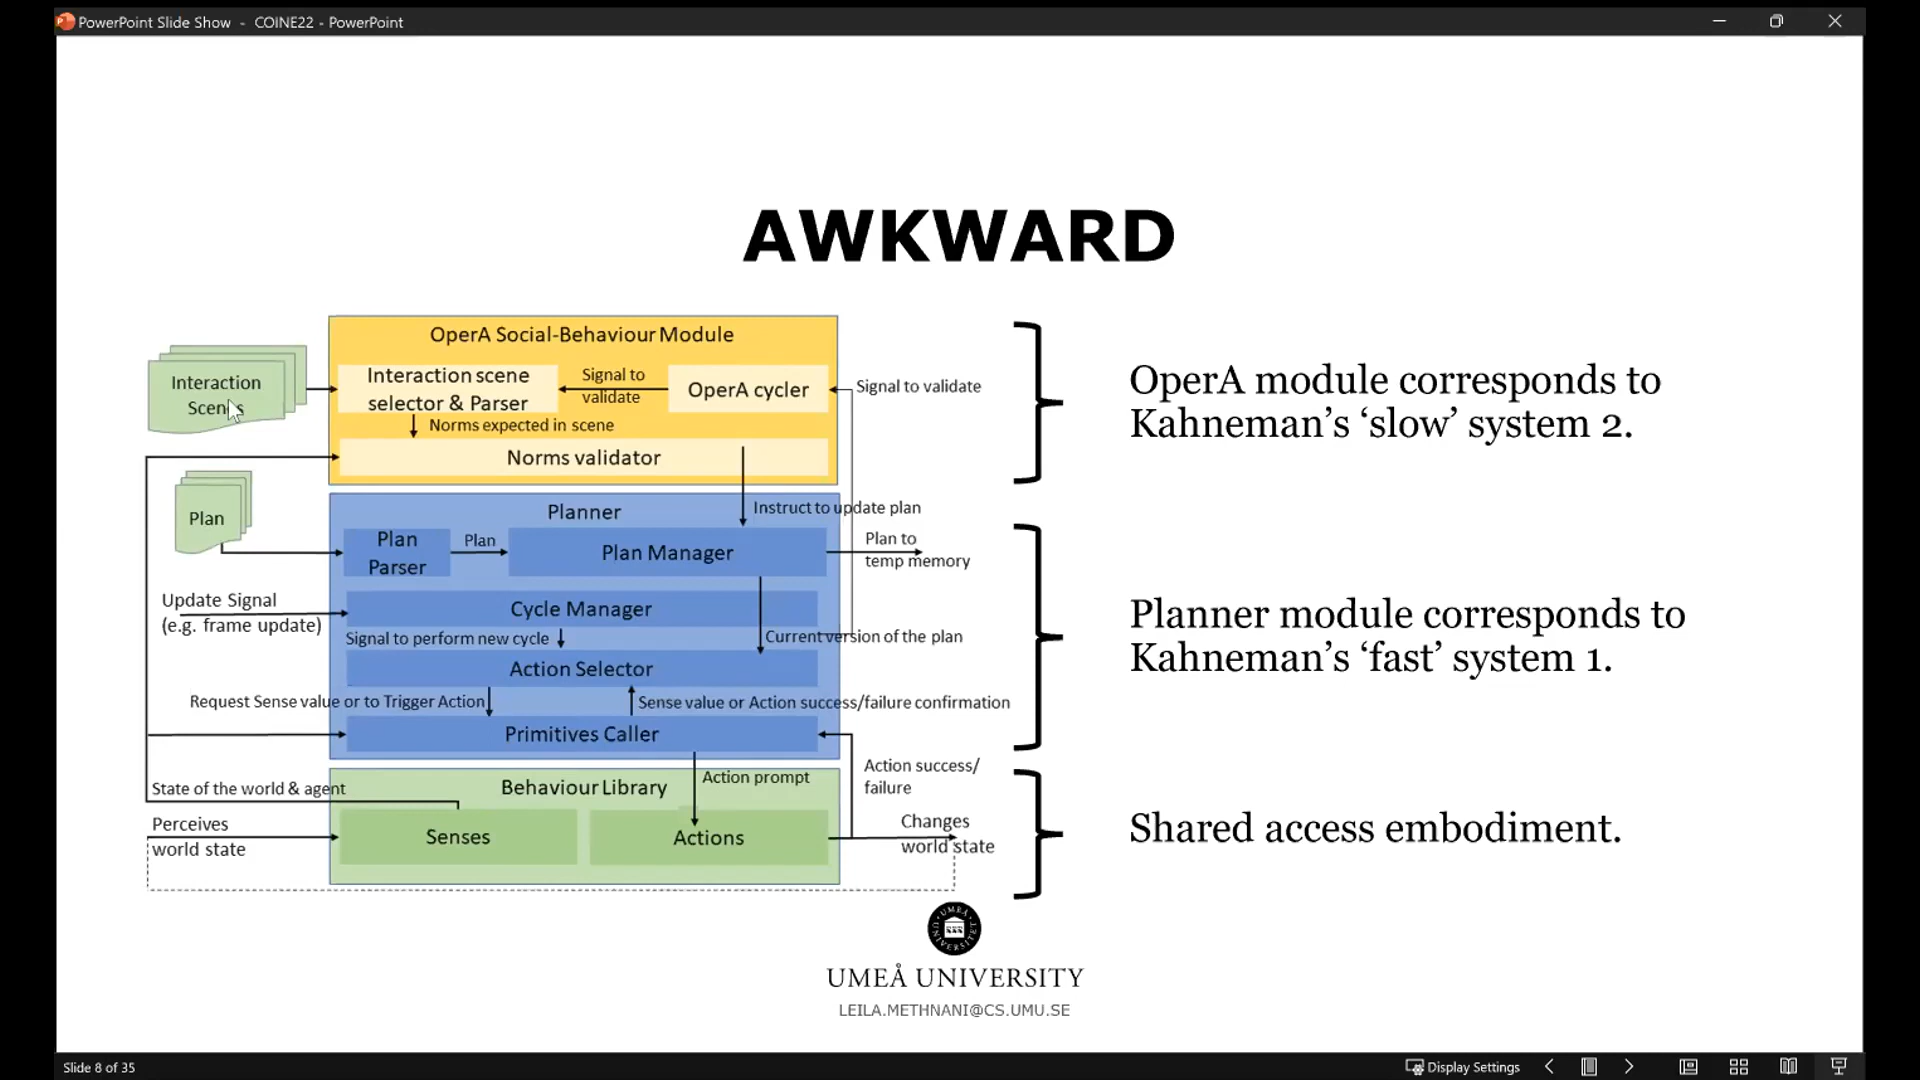 PowerPoint Slide Show - COINE22 - PowerPoint
AWKWARD
OperA Social-Behaviour Module
Interaction
Scenes
Interaction scene
selector & Parser
Signal to
validate
OperA cycler
Signal to validate
Norms expected in scene
Norms validator
OperA module corresponds to
Kahneman’s ‘slow’ system 2.
Plan
Planner
Instruct to update plan
Plan
Parser
Plan
Plan Manager
Plan to
temp memory
Update Signal
(e.g. frame update)
Cycle Manager
Signal to perform new cycle
Current version of the plan
Action Selector
Request Sense value or to Trigger Action
Sense value or Action success/failure confirmation
Primitives Caller
Planner module corresponds to
Kahneman’s ‘fast’ system 1.
Behaviour Library
Action prompt
Action success/
failure
State of the world & agent
Perceives
world state
Senses
Actions
Changes
world state
Shared access embodiment.
UMEÅ UNIVERSITET
UMEÅ UNIVERSITY
LEILA.METHNANI@CS.UMU.SE
Slide 8 of 35
Display Settings